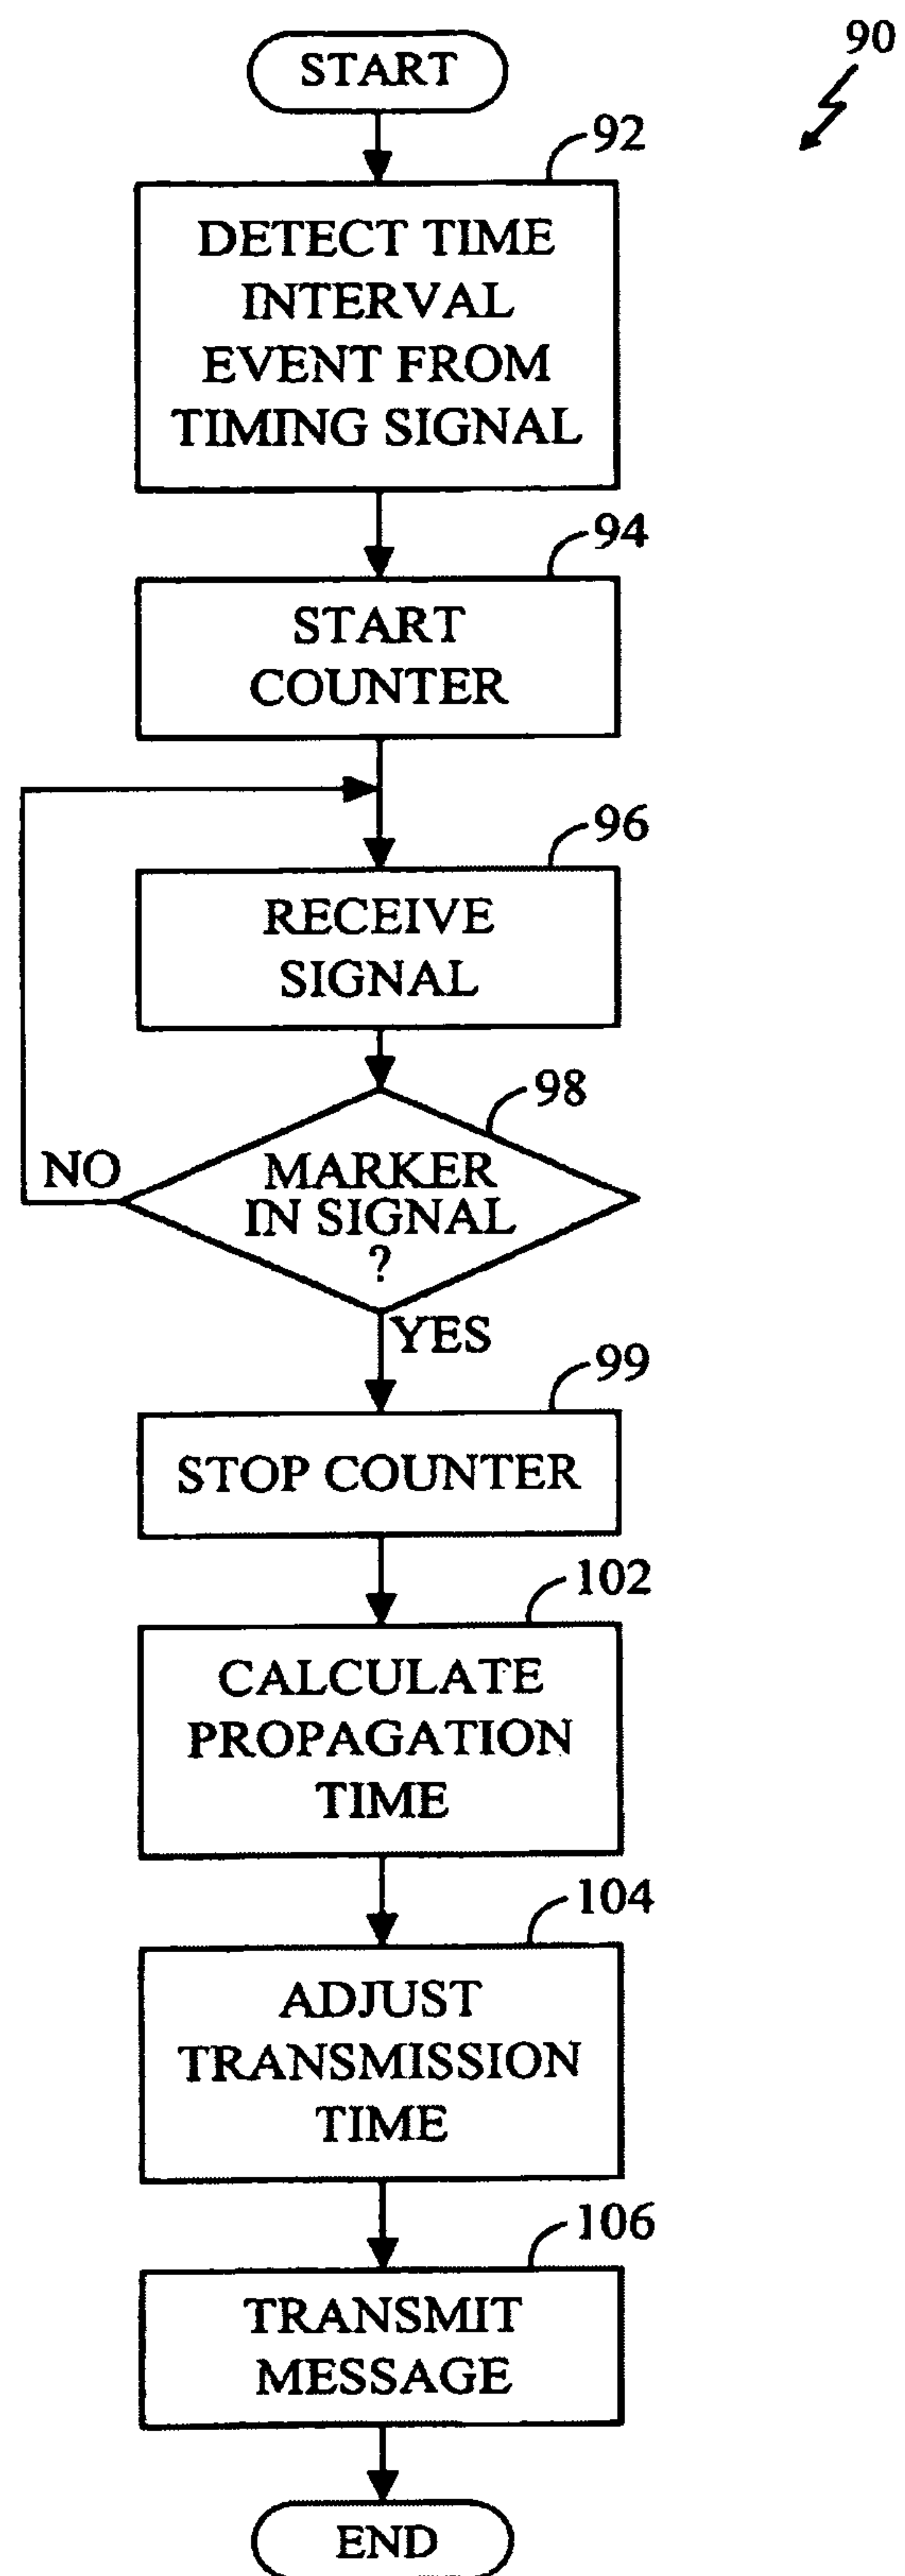 START
90
92
DETECT TIME
INTERVAL
EVENT FROM
TIMING SIGNAL
94
START
COUNTER
96
RECEIVE
SIGNAL
98
NO
MARKER
IN SIGNAL
?
YES
99
STOP COUNTER
102
CALCULATE
PROPAGATION
TIME
104
ADJUST
TRANSMISSION
TIME
106
TRANSMIT
MESSAGE
END